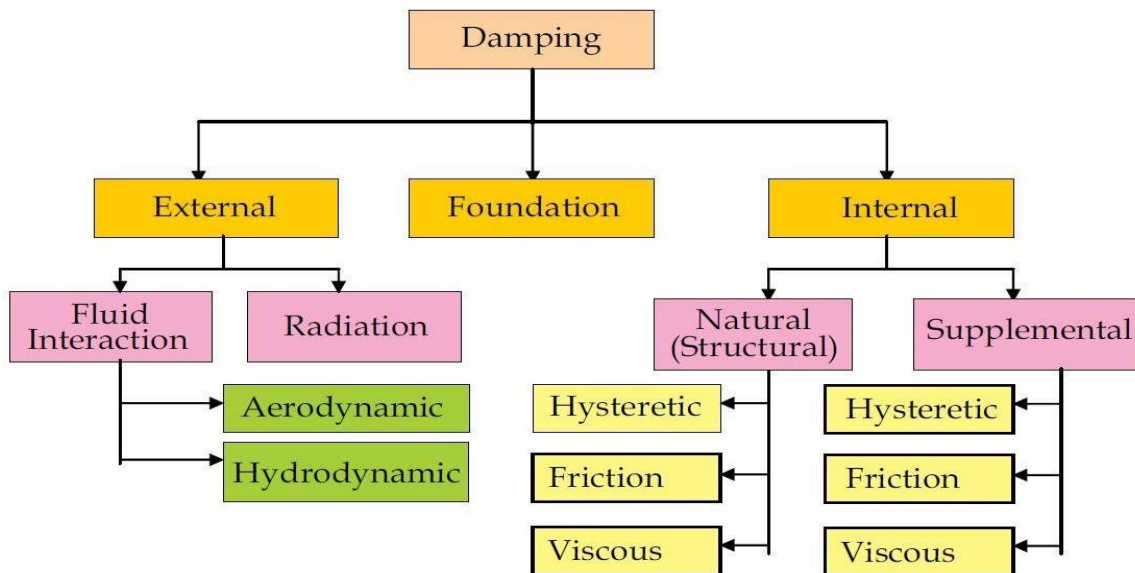 Damping
External
Foundation
Internal
Fluid
Interaction
Radiation
Natural
(Structural)
Supplemental
Aerodynamic
Hydrodynamic
Hysteretic
Friction
Viscous
Hysteretic
Friction
Viscous